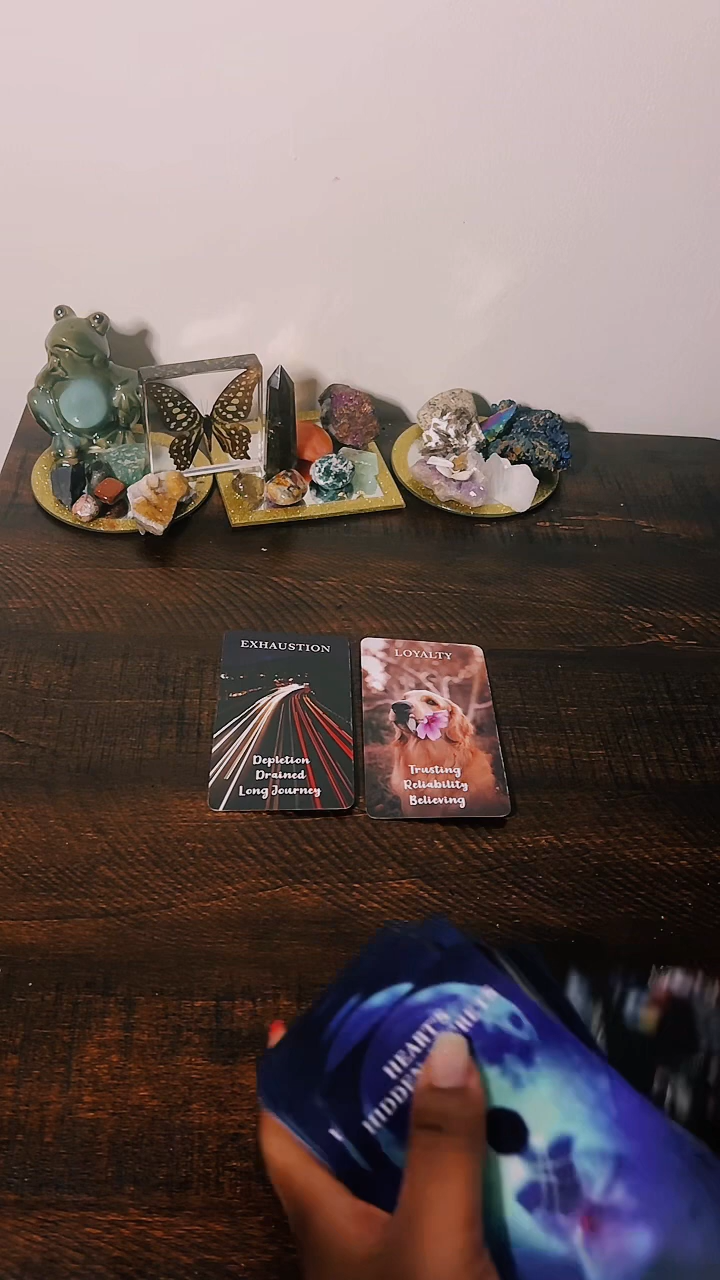 EXHAUSTION
Depletion
Drained
Long Journey
LOYALTY
Trusting
Reliability
Believing
HEART'S
HIDDEN